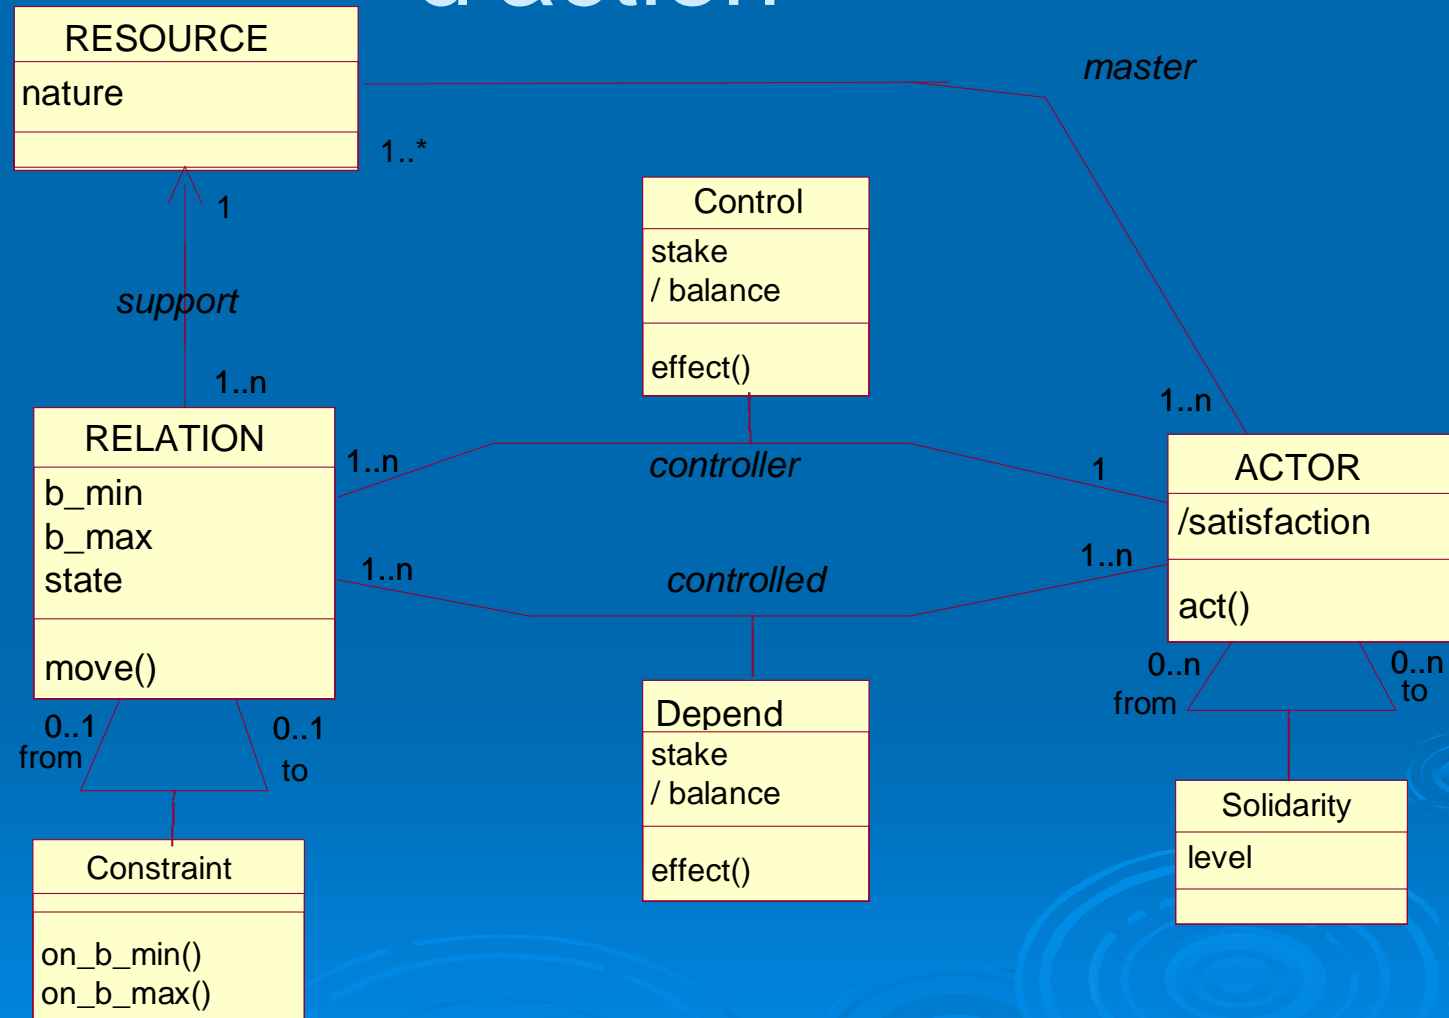 d'action
RESOURCE
nature
master
1..*
1
support
1..n
Control
stake
/ balance
effect()
1..n
RELATION
b_min
b_max
state
move()
1..n
controller
1
ACTOR
/satisfaction
act()
1..n
controlled
1..n
0..1
from
0..1
to
Depend
stake
/ balance
effect()
0..n
from
0..n
to
Solidarity
level
Constraint
on_b_min()
on_b_max()